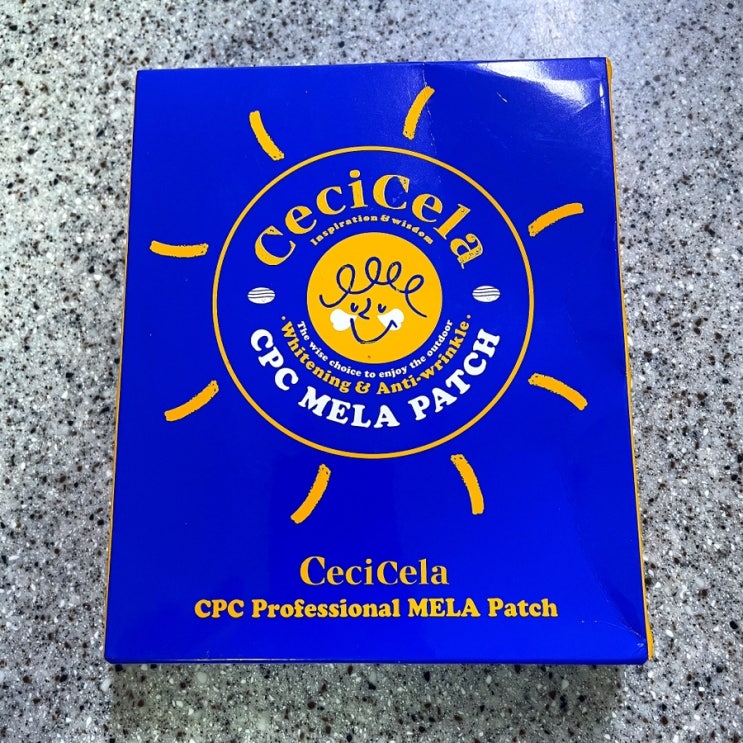 CeciCela
Inspiration & wisdom
The wise choice to enjoy the outdoor
· Whitening & Anti-wrinkle ·
CPC MELA PATCH
CeciCela
CPC Professional MELA Patch